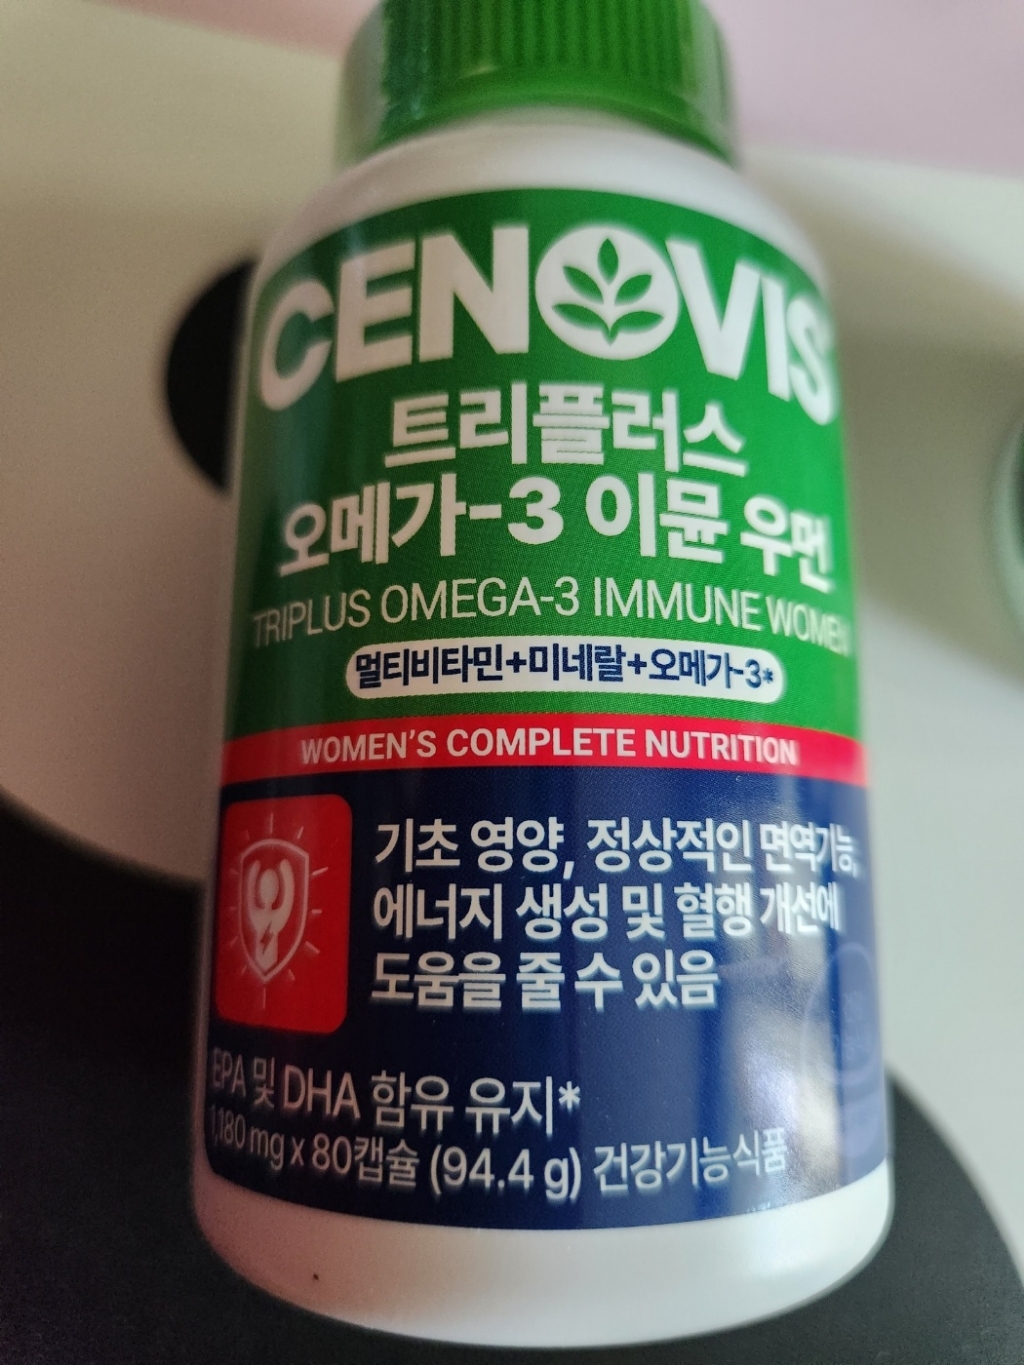 CENOVIS
트리플러스
오메가-3 이뮨 우먼
TRIPLUS OMEGA-3 IMMUNE WOMEN
멀티비타민+미네랄+오메가-3*
WOMEN'S COMPLETE NUTRITION
기초 영양, 정상적인 면역기능,
에너지 생성 및 혈행 개선에
도움을 줄 수 있음
EPA 및 DHA 함유 유지*
1,180 mg x 80캡슐 (94.4 g) 건강기능식품